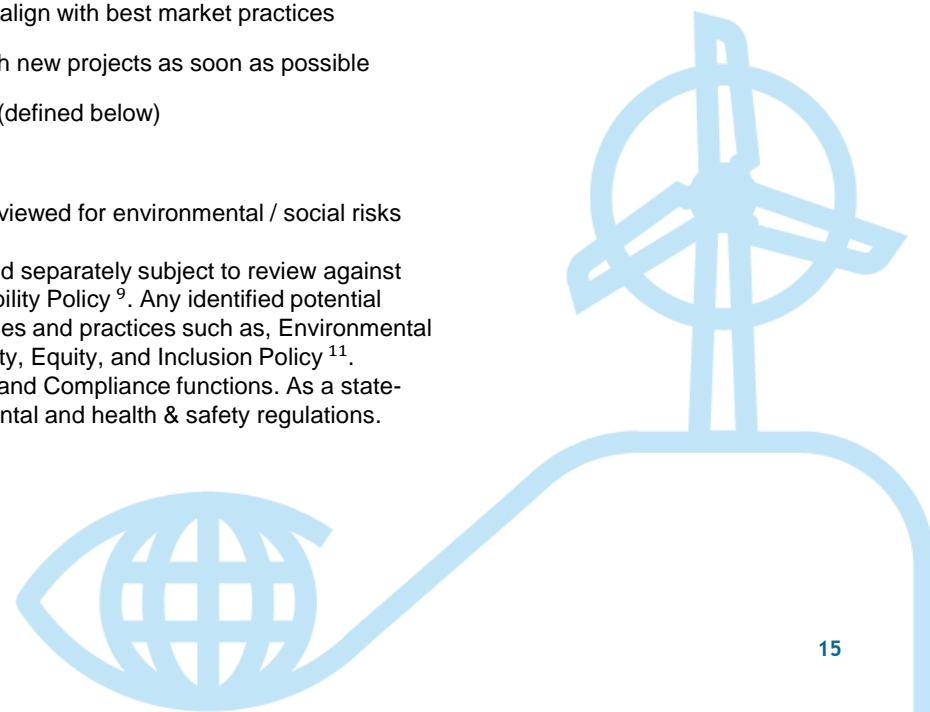 align with best market practices
h new projects as soon as possible
(defined below)
viewed for environmental / social risks
d separately subject to review against
bility Policy ⁹. Any identified potential
es and practices such as, Environmental
ty, Equity, and Inclusion Policy ¹¹.
and Compliance functions. As a state-
ental and health & safety regulations.
15